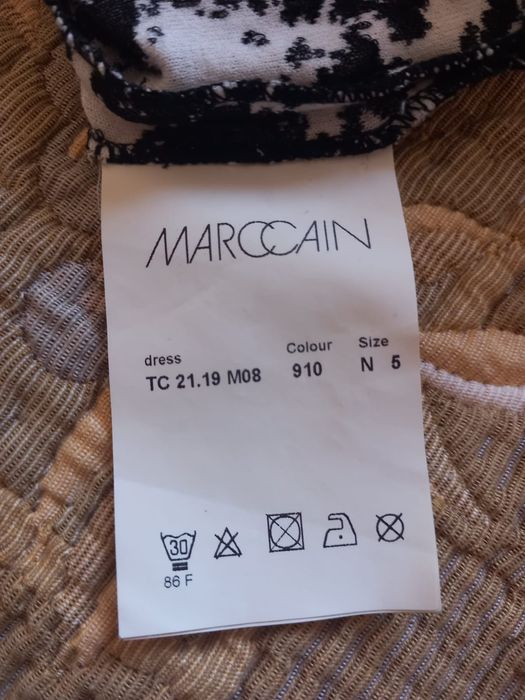 MARCCAIN
dress Colour Size
TC 21.19 M08 910 N 5
30
86 F